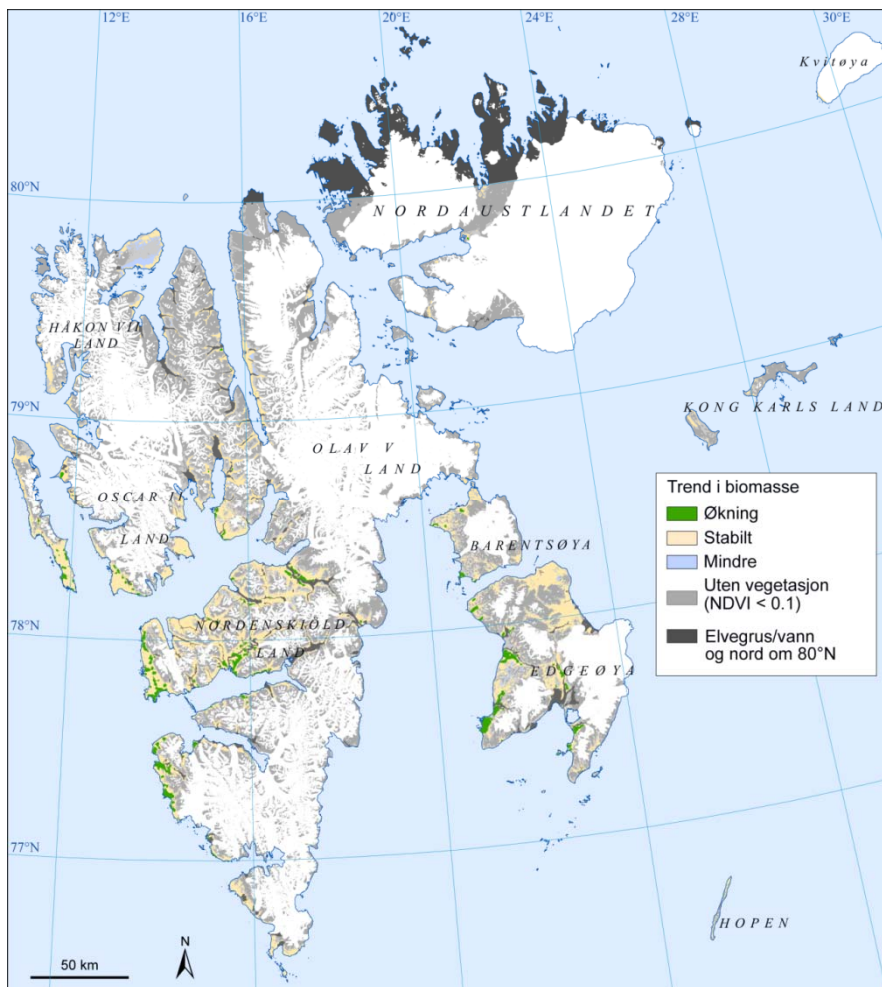 12°E
16°E
20°E
24°E
28°E
30°E
Kvitøya
80°N
NORDAUSTLANDET
HÅKON VII
LAND
79°N
KONG KARLS LAND
OLAV V
LAND
OSCAR II
LAND
BARENTSØYA
78°N
NORDENSKIÖLD
LAND
EDGEØYA
Trend i biomasse
Økning
Stabilt
Mindre
Uten vegetasjon
(NDVI < 0.1)
Elvegrus/vann
og nord om 80°N
77°N
HOPEN
N
50 km